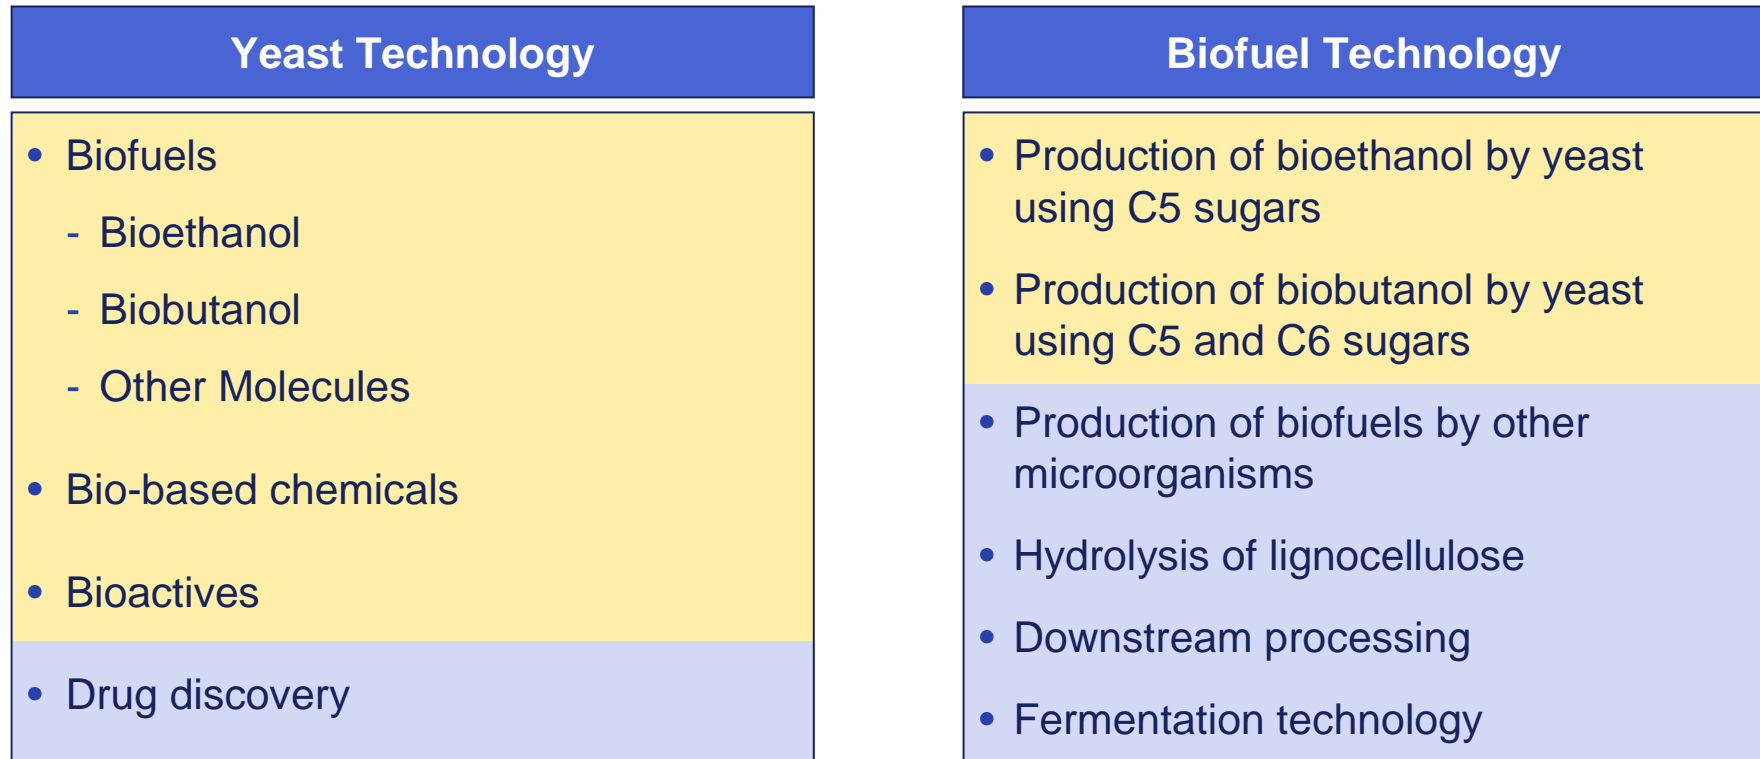 Yeast Technology
• Biofuels
- Bioethanol
- Biobutanol
- Other Molecules
• Bio-based chemicals
• Bioactives
• Drug discovery
Biofuel Technology
• Production of bioethanol by yeast
using C5 sugars
• Production of biobutanol by yeast
using C5 and C6 sugars
• Production of biofuels by other
microorganisms
• Hydrolysis of lignocellulose
• Downstream processing
• Fermentation technology